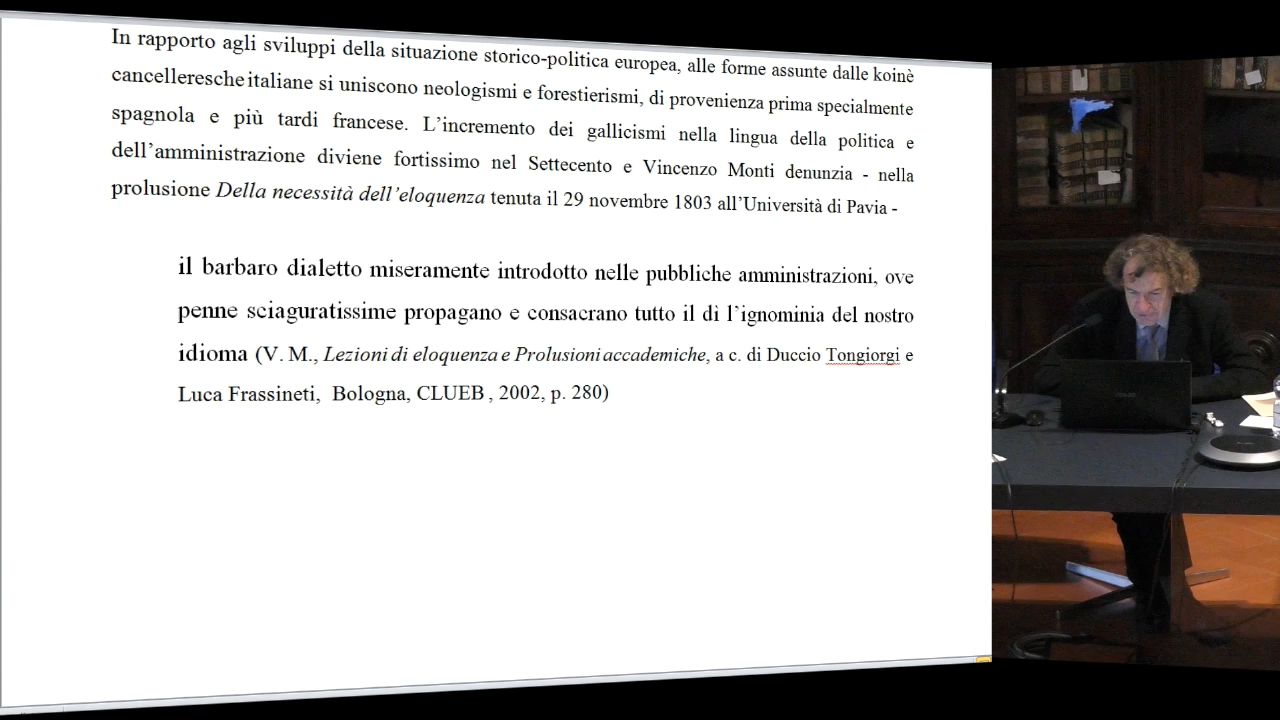 In rapporto agli sviluppi della situazione storico-politica europea, alle forme assunte dalle koinè
cancelleresche italiane si uniscono neologismi e forestierismi, di provenienza prima specialmente
spagnola e più tardi francese. L'incremento dei gallicismi nella lingua della politica e
dell'amministrazione diviene fortissimo nel Settecento e Vincenzo Monti denunzia - nella
prolusione Della necessità dell'eloquenza tenuta il 29 novembre 1803 all'Università di Pavia -
il barbaro dialetto miseramente introdotto nelle pubbliche amministrazioni, ove
penne sciaguratissime propagano e consacrano tutto il dì l'ignominia del nostro
idioma (V. M., Lezioni di eloquenza e Prolusioni accademiche, a c. di Duccio Tongiorgi e
Luca Frassineti, Bologna, CLUEB , 2002, p. 280)